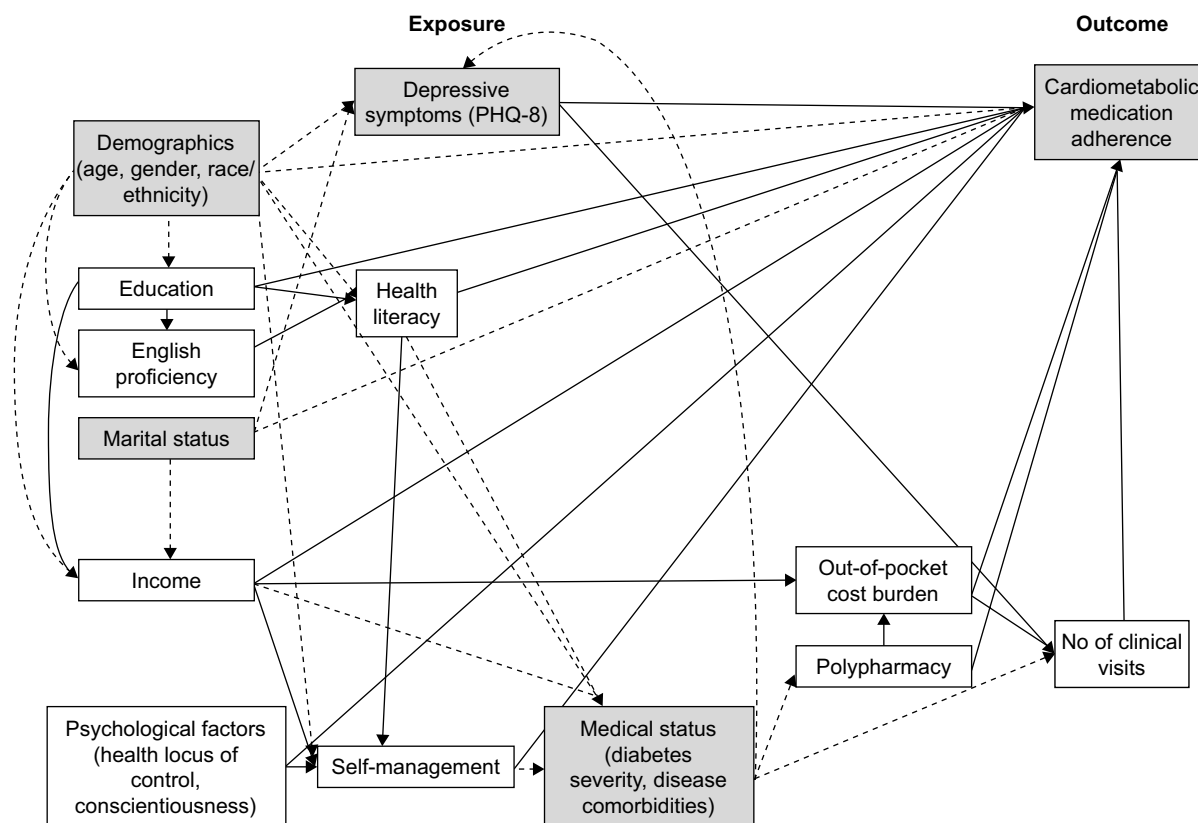 Exposure
Outcome
Depressive
symptoms (PHQ-8)
Cardiometabolic
medication
adherence
Demographics
(age, gender, race/
ethnicity)
Education
Health
literacy
English
proficiency
Marital status
Income
Out-of-pocket
cost burden
Polypharmacy
No of clinical
visits
Psychological factors
(health locus of
control,
conscientiousness)
Self-management
Medical status
(diabetes
severity, disease
comorbidities)